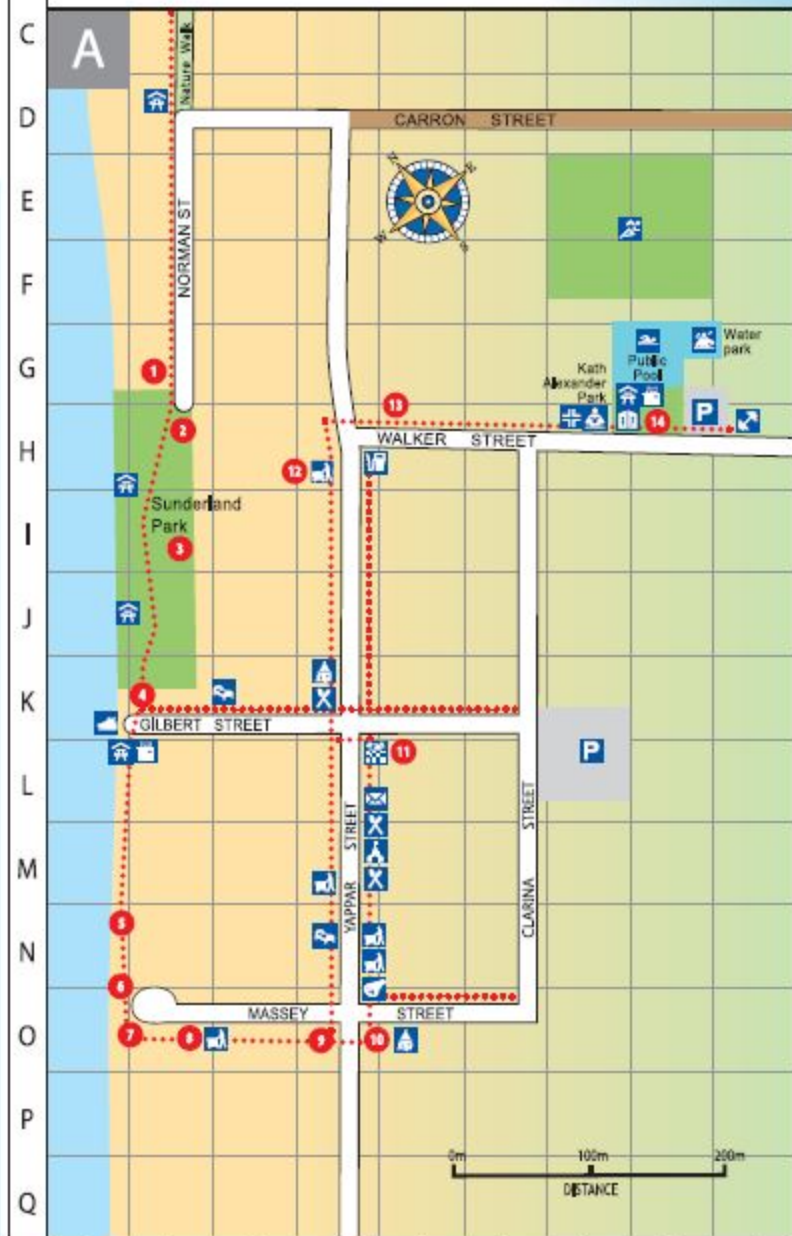 C
A
Nature Walk
D
CARRON STREET
E
N
E
W
S
NORMAN ST
F
G
Water
park
Public
Pool
Kath
Alexander
Park
1
13
P
14
2
H
WALKER STREET
12
Sunderland
Park
I
3
J
K
4
GILBERT STREET
11
P
L
YAPPAR STREET
CLARINA STREET
M
N
5
6
MASSEY STREET
O
7
8
9
10
P
0m 100m 200m
DISTANCE
Q